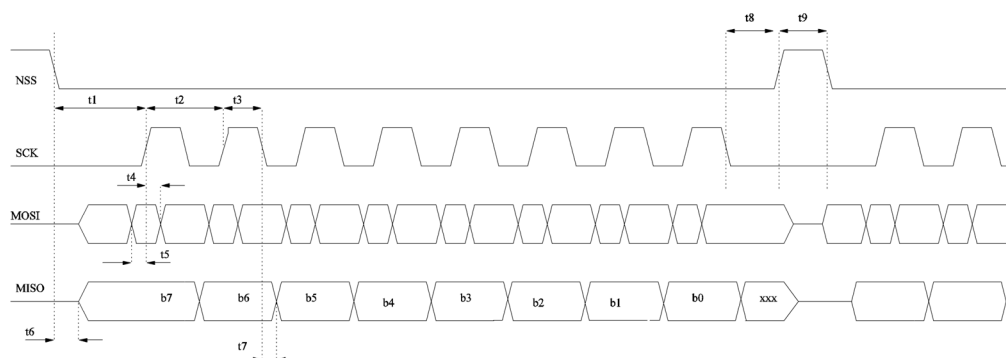 t8 t9
NSS
t1 t2 t3
SCK
t4
MOSI
t5
MISO b7 b6 b5 b4 b3 b2 b1 b0 xxx
t6
t7